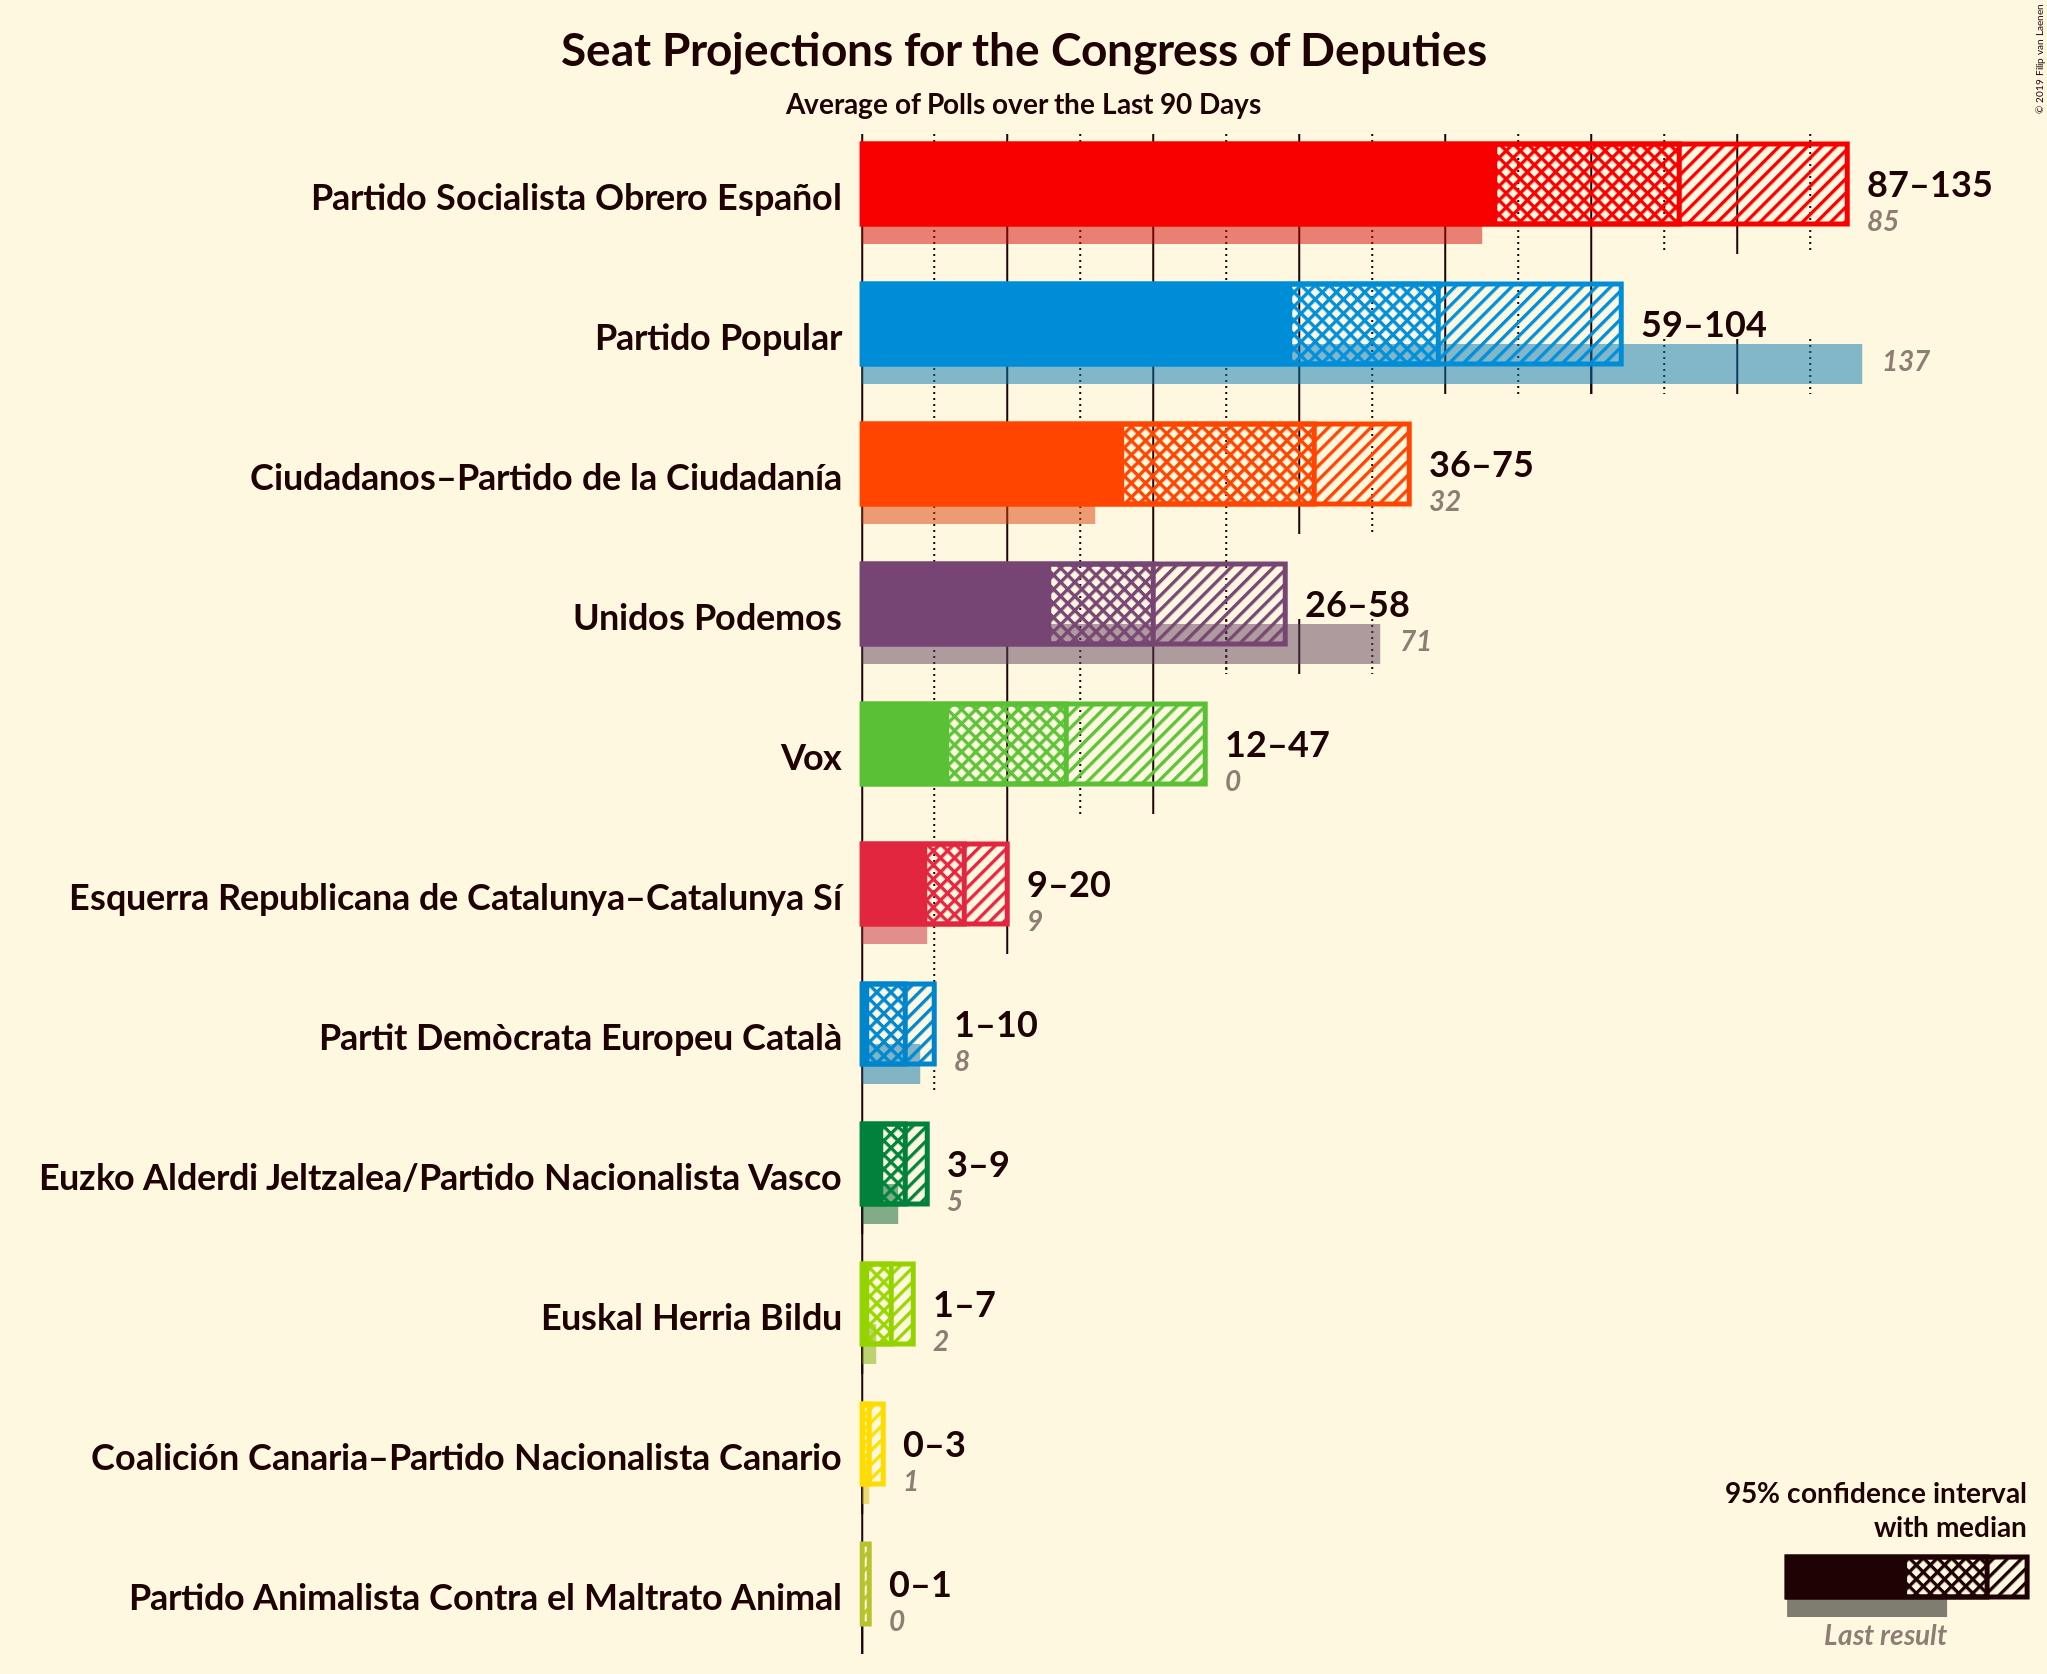 Seat Projections for the Congress of Deputies
Average of Polls over the Last 90 Days
© 2019 Filip van Laenen
Partido Socialista Obrero Español
87–135
85
Partido Popular
59–104
137
Ciudadanos–Partido de la Ciudadanía
36–75
32
Unidos Podemos
26–58
71
Vox
12–47
0
Esquerra Republicana de Catalunya–Catalunya Sí
9–20
9
Partit Demòcrata Europeu Català
1–10
8
Euzko Alderdi Jeltzalea/Partido Nacionalista Vasco
3–9
5
Euskal Herria Bildu
1–7
2
Coalición Canaria–Partido Nacionalista Canario
0–3
1
Partido Animalista Contra el Maltrato Animal
0–1
0
95% confidence interval
with median
Last result